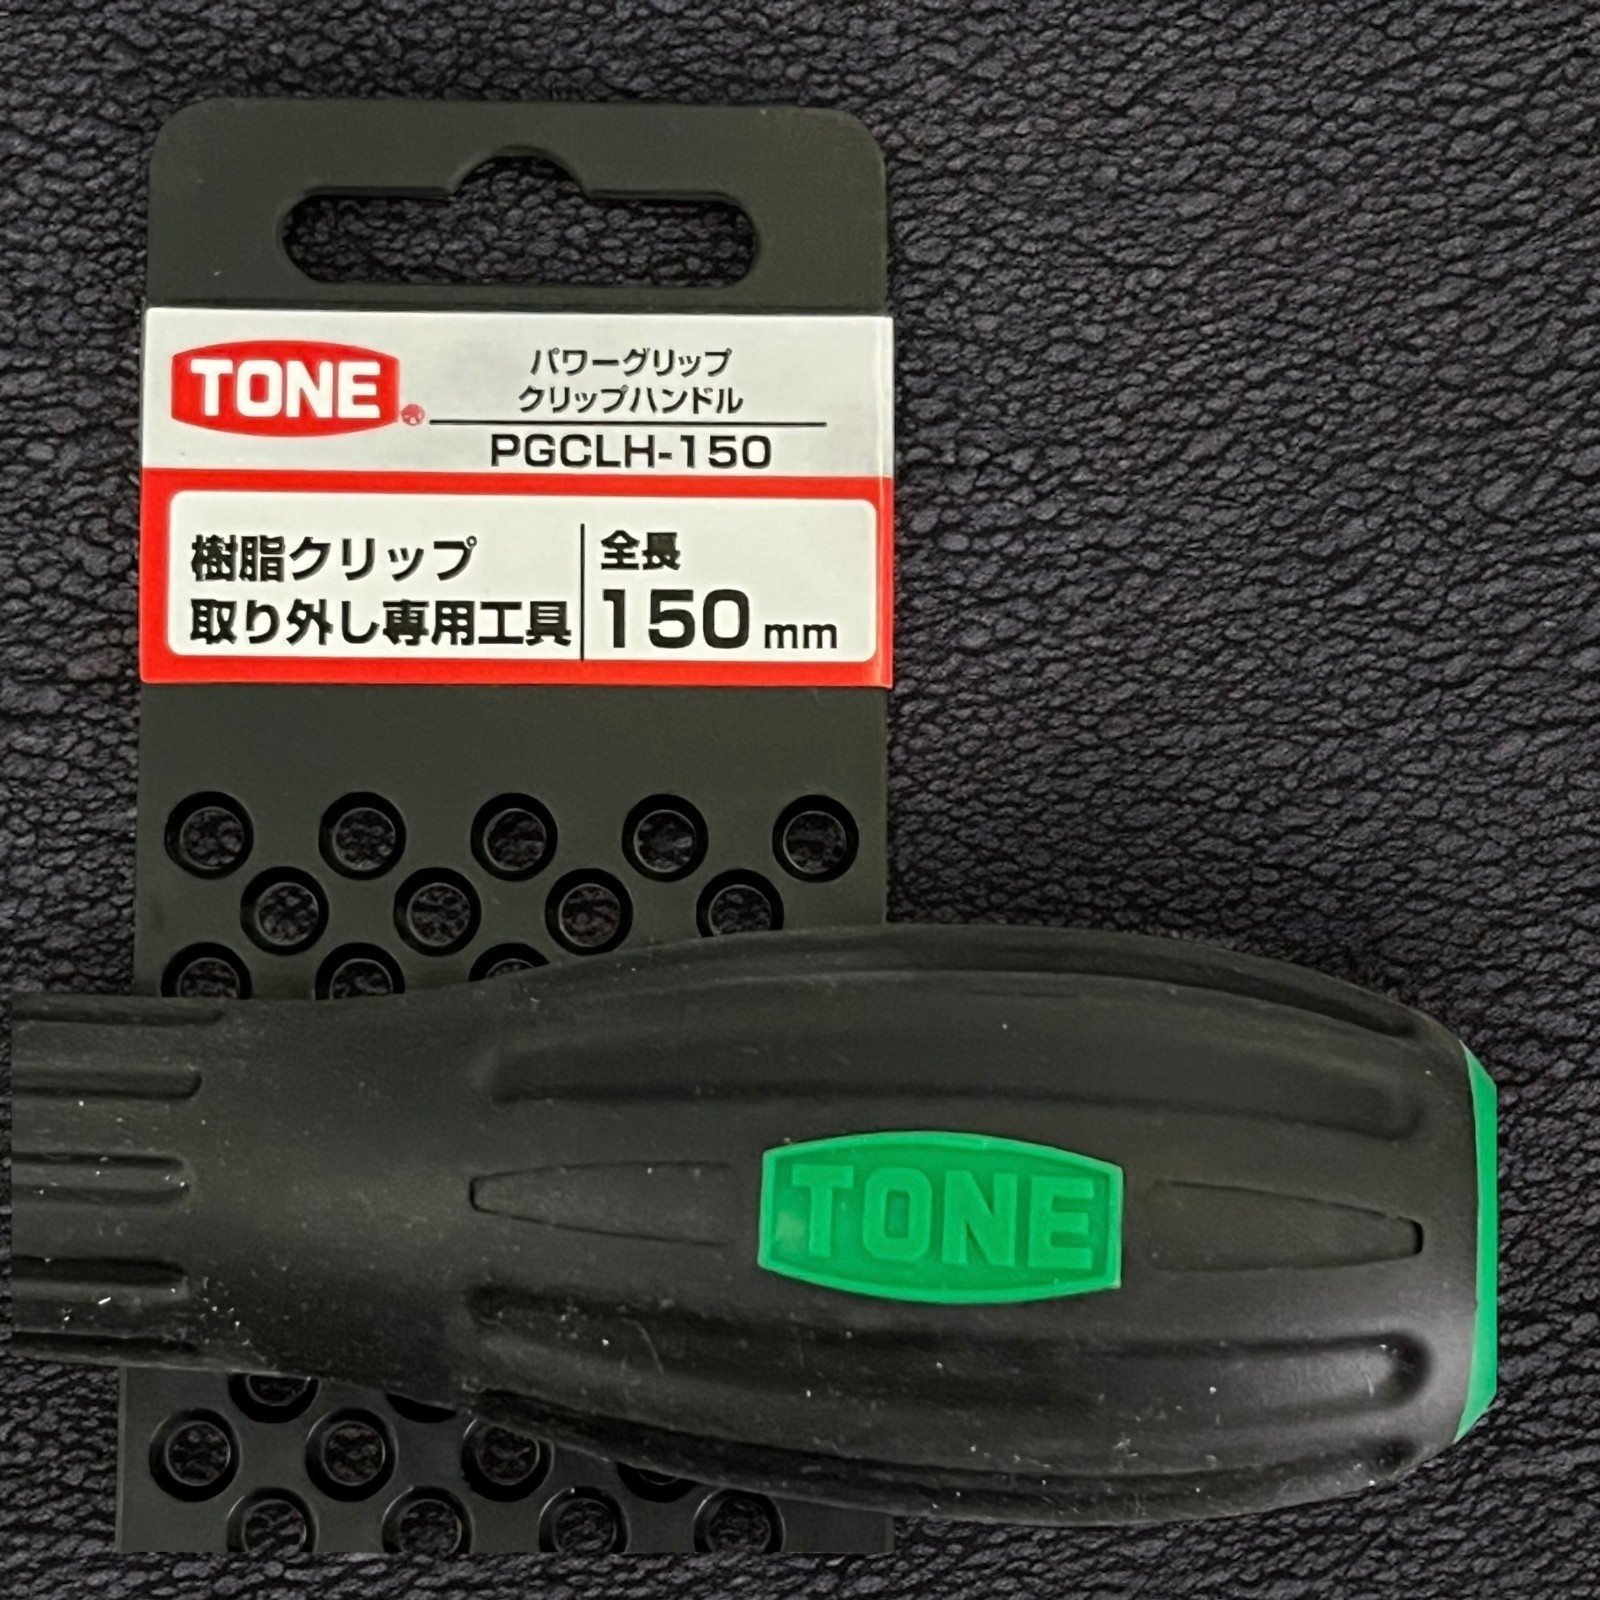 TONE
パワーグリップ
クリップハンドル
PGCLH-150
樹脂クリップ
取り外し専用工具
全長
150mm
TONE